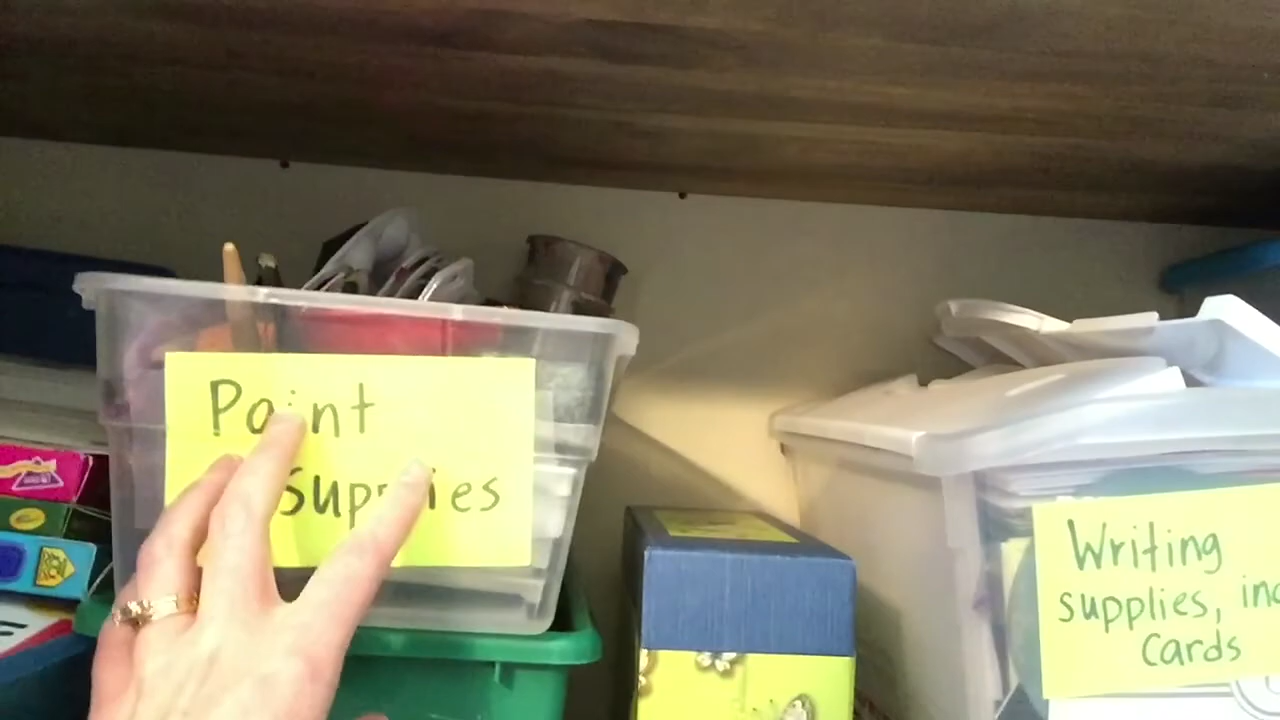 Paint
Supplies
Writing
supplies, inc
Cards